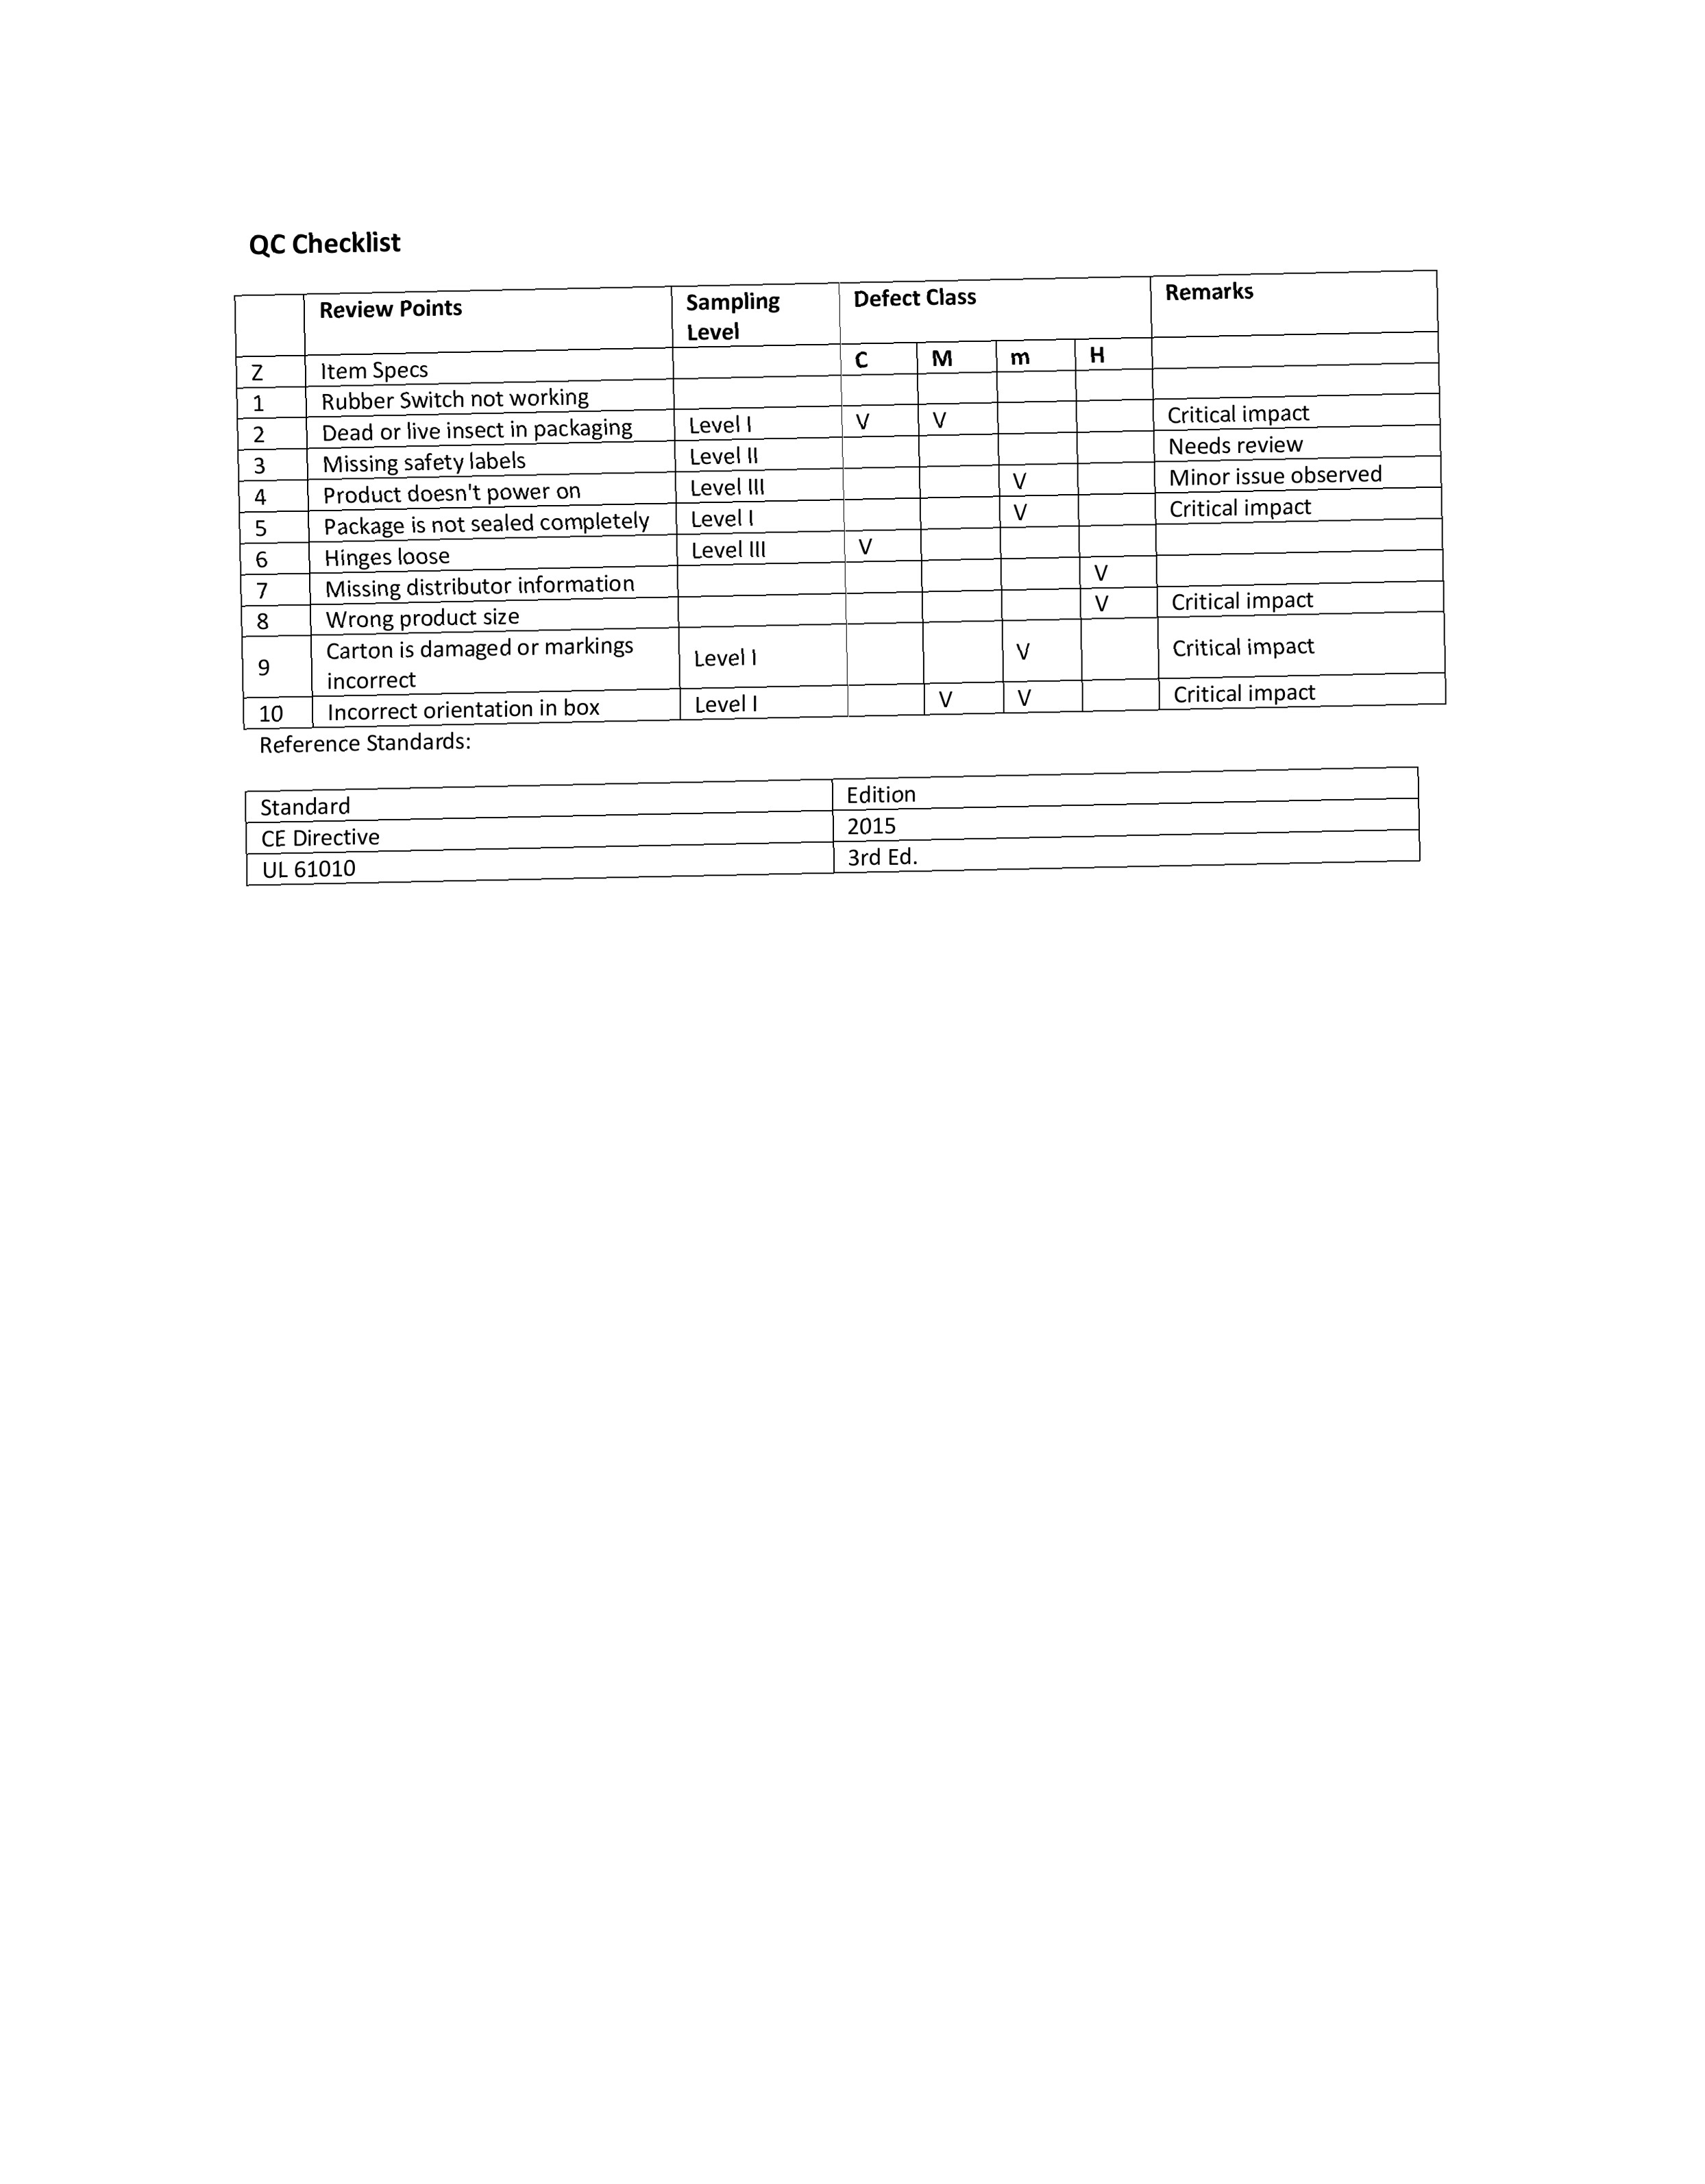 QC Checklist
Review Points Sampling Level Defect Class Remarks
Z Item Specs C M m H
1 Rubber Switch not working
2 Dead or live insect in packaging Level I V V Critical impact
3 Missing safety labels Level II Needs review
4 Product doesn't power on Level III V Minor issue observed
5 Package is not sealed completely Level I V Critical impact
6 Hinges loose Level III V
7 Missing distributor information V
8 Wrong product size V Critical impact
9 Carton is damaged or markings incorrect Level I V Critical impact
10 Incorrect orientation in box Level I V V Critical impact
Reference Standards:
Standard Edition
CE Directive 2015
UL 61010 3rd Ed.